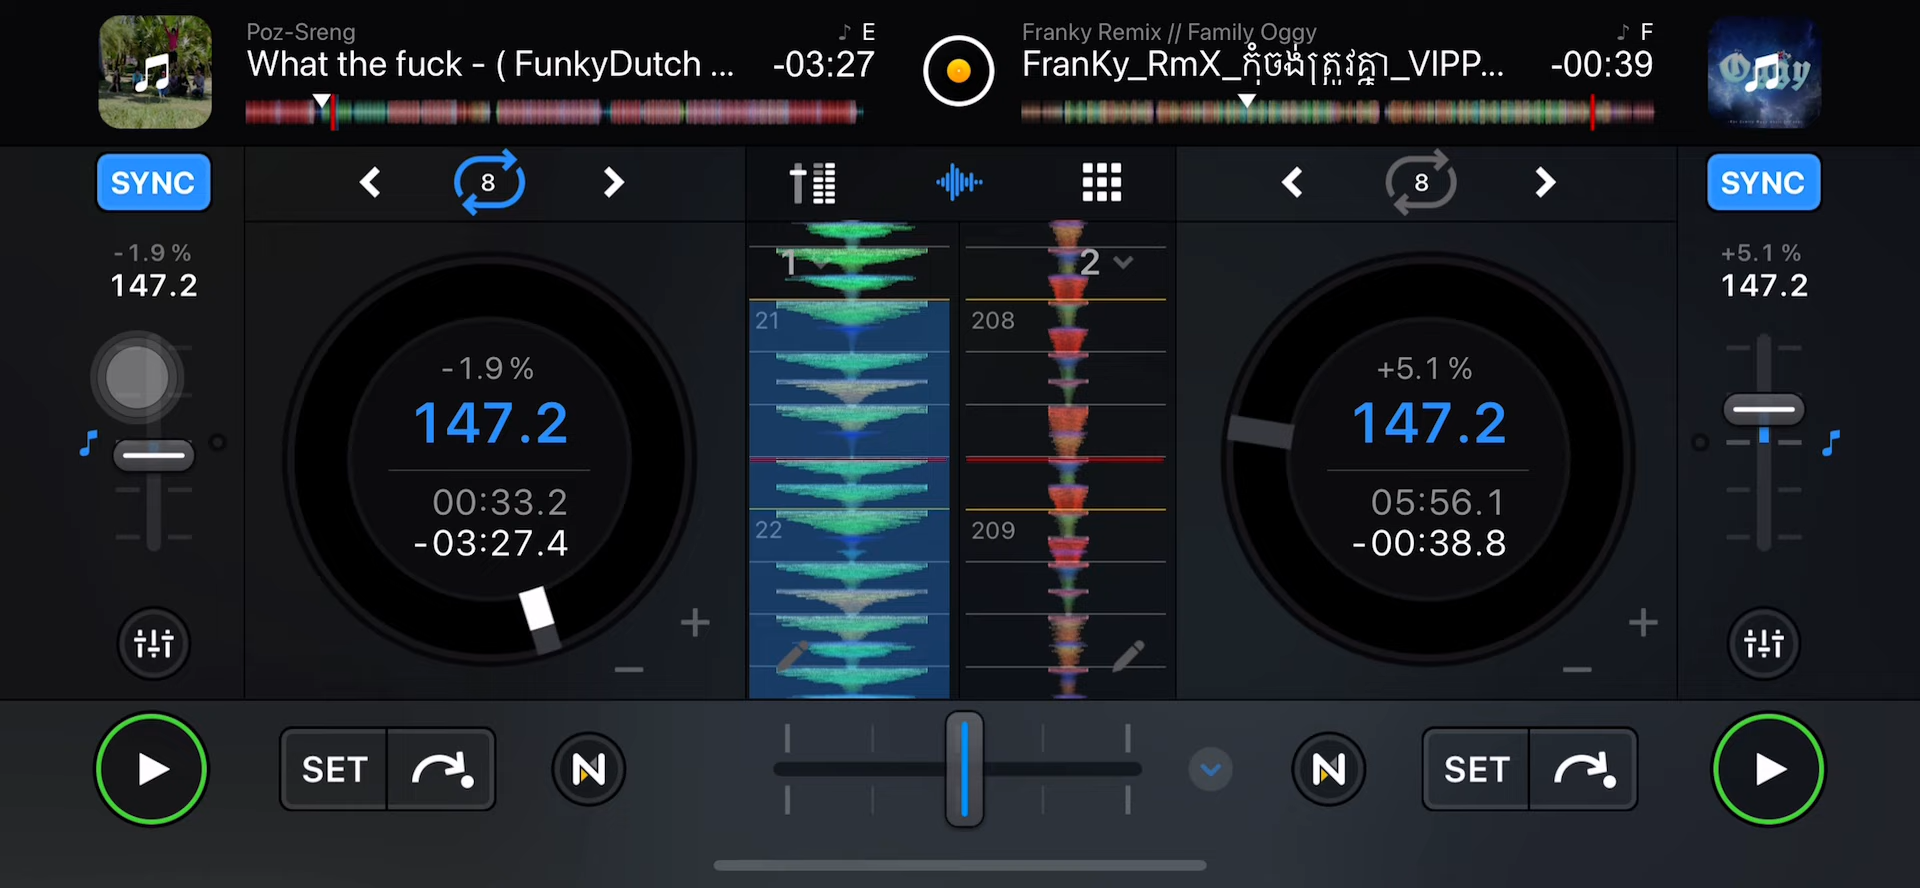 Poz-Sreng
E
What the fuck - ( FunkyDutch ...
-03:27
Franky Remix // Family Oggy
F
FranKy_RmX_កុំចង់ត្រូវគ្នា_VIPP...
-00:39
Oggy
SYNC
8
8
SYNC
-1.9 %
147.2
+5.1 %
147.2
1
2
21
208
-1.9 %
147.2
00:33.2
-03:27.4
+5.1 %
147.2
05:56.1
-00:38.8
22
209
SET
N
N
SET